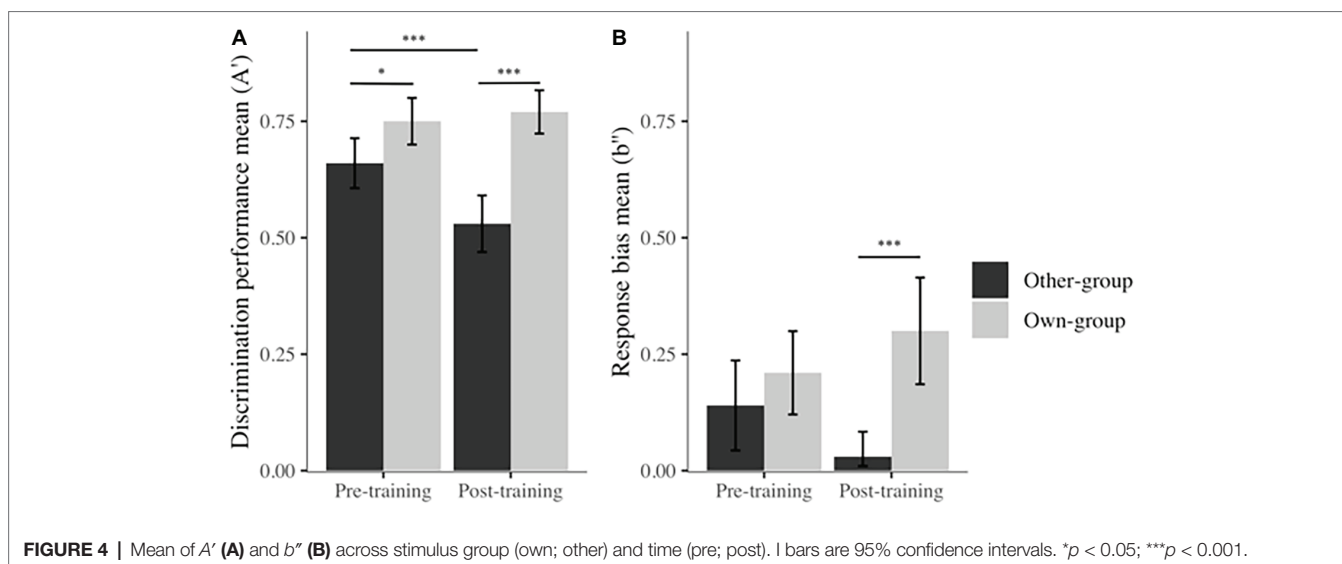 A
Discrimination performance mean (A')
0.75
0.50
0.25
0.00
***
*
***
Pre-training
Post-training
B
Response bias mean (b")
0.75
0.50
0.25
0.00
***
Pre-training
Post-training
Other-group
Own-group
FIGURE 4 | Mean of A′ (A) and b″ (B) across stimulus group (own; other) and time (pre; post). I bars are 95% confidence intervals. *p < 0.05; ***p < 0.001.